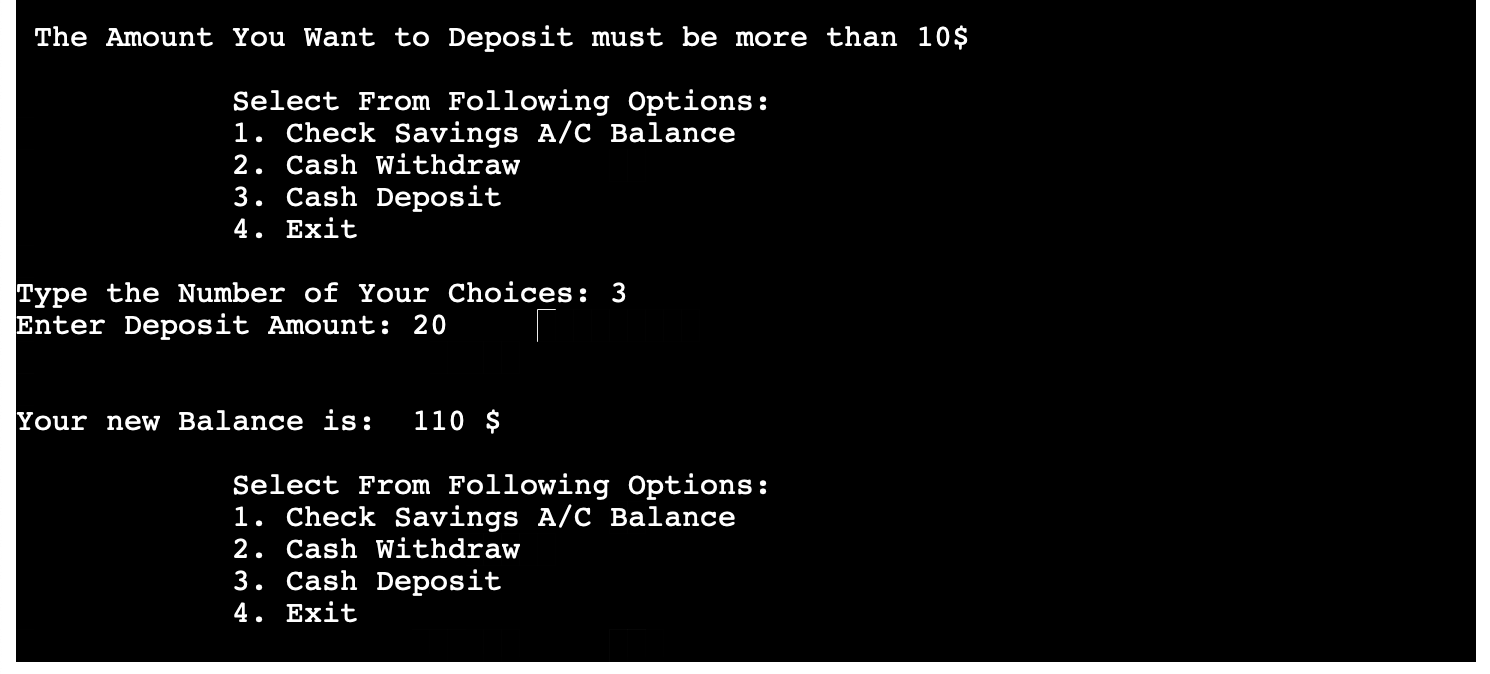 The Amount You Want to Deposit must be more than 10$
Select From Following Options:
1. Check Savings A/C Balance
2. Cash Withdraw
3. Cash Deposit
4. Exit
Type the Number of Your Choices: 3
Enter Deposit Amount: 20
Your new Balance is:  110 $
Select From Following Options:
1. Check Savings A/C Balance
2. Cash Withdraw
3. Cash Deposit
4. Exit